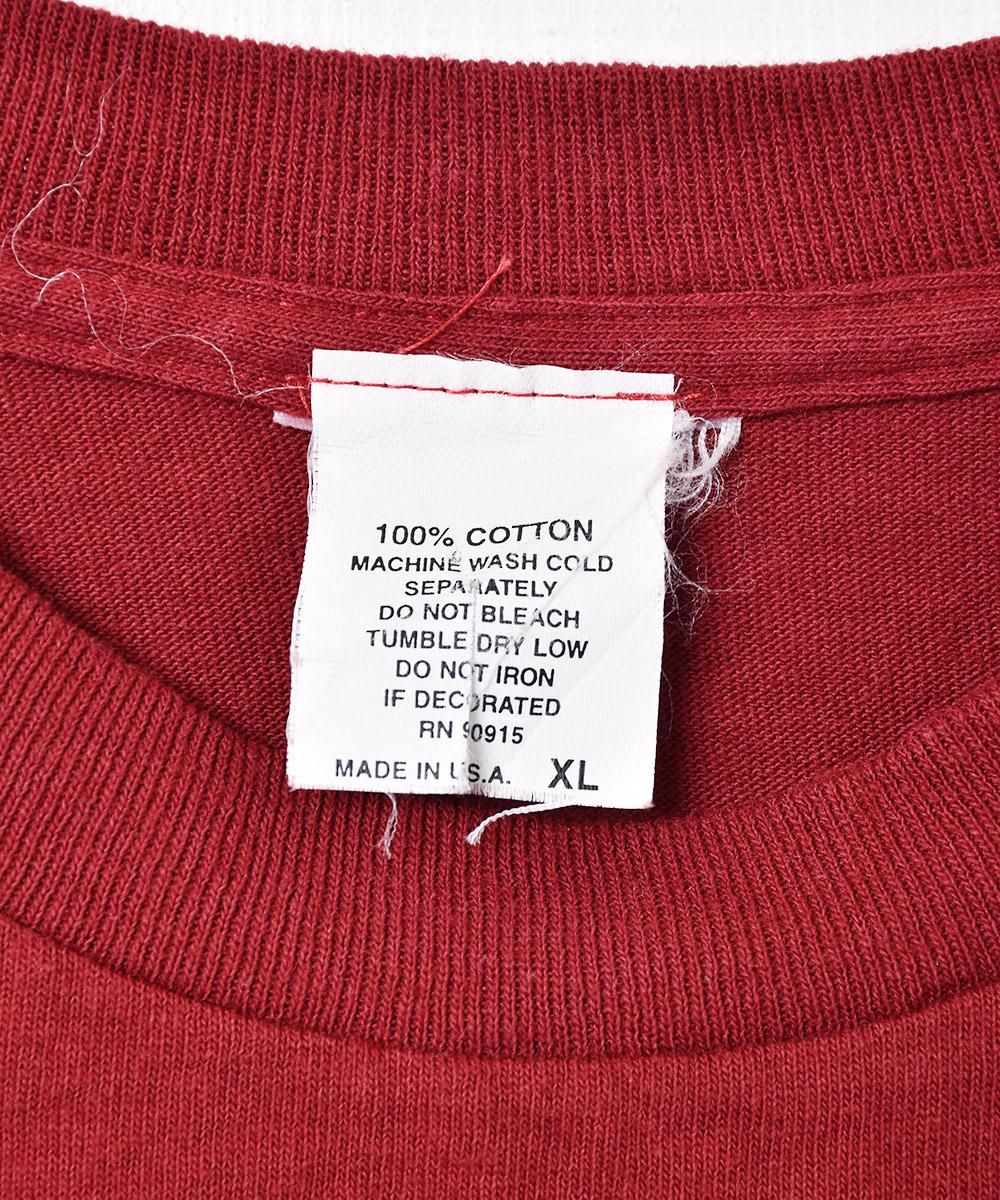 100% COTTON
MACHINE WASH COLD
SEPARATELY
DO NOT BLEACH
TUMBLE DRY LOW
DO NOT IRON
IF DECORATED
RN 90915
MADE IN U.S.A. XL